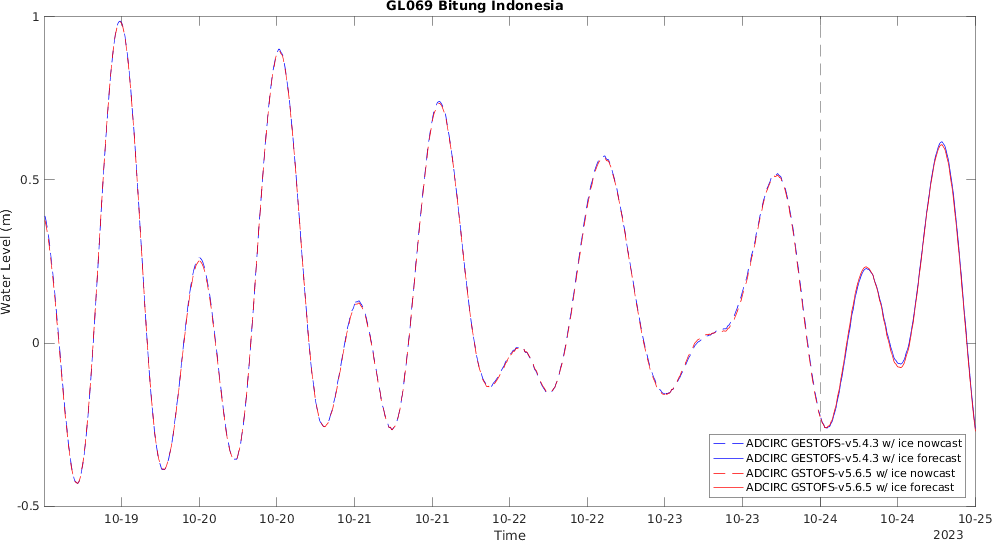 GL069 Bitung Indonesia
1
0.5
0
-0.5
Water Level (m)
ADCIRC GESTOFS-v5.4.3 w/ ice nowcast
ADCIRC GESTOFS-v5.4.3 w/ ice forecast
ADCIRC GSTOFS-v5.6.5 w/ ice nowcast
ADCIRC GSTOFS-v5.6.5 w/ ice forecast
10-19 10-20 10-20 10-21 10-21 10-22 10-22 10-23 10-23 10-24 10-24 10-25
Time
2023